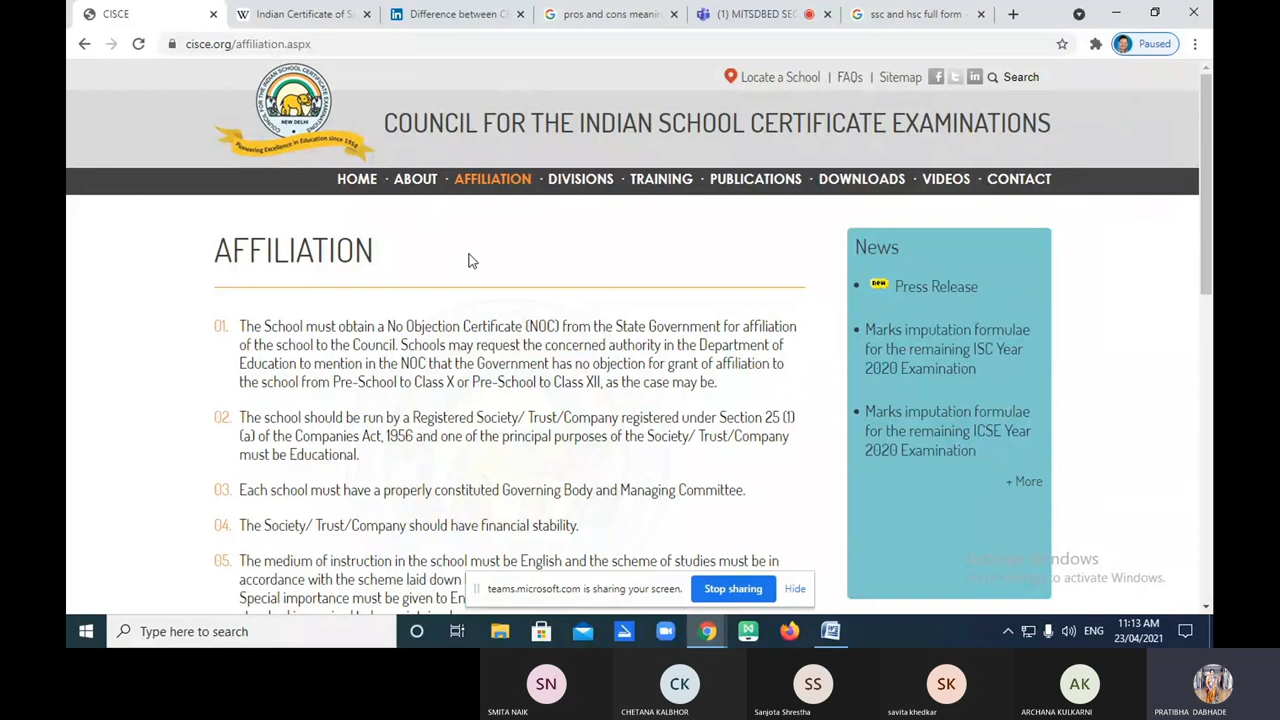 CISCE
Indian Certificate of S
Difference between C
pros and cons meanin
(1) MITSDBED SE
ssc and hsc full form
cisce.org/affiliation.aspx
Paused
Locate a School | FAQs | Sitemap
Search
COUNCIL FOR THE INDIAN SCHOOL CERTIFICATE EXAMINATIONS
NEW DELHI
Pioneering Excellence in Education since 1958
HOME · ABOUT · AFFILIATION · DIVISIONS · TRAINING · PUBLICATIONS · DOWNLOADS · VIDEOS · CONTACT
AFFILIATION
01. The School must obtain a No Objection Certificate (NOC) from the State Government for affiliation
of the school to the Council. Schools may request the concerned authority in the Department of
Education to mention in the NOC that the Government has no objection for grant of affiliation to
the school from Pre-School to Class X or Pre-School to Class XII, as the case may be.
02. The school should be run by a Registered Society/ Trust/Company registered under Section 25 (1)
(a) of the Companies Act, 1956 and one of the principal purposes of the Society/ Trust/Company
must be Educational.
03. Each school must have a properly constituted Governing Body and Managing Committee.
04. The Society/ Trust/Company should have financial stability.
05. The medium of instruction in the school must be English and the scheme of studies must be in
accordance with the scheme laid down
Special importance must be given to En
News
new Press Release
Marks imputation formulae
for the remaining ISC Year
2020 Examination
Marks imputation formulae
for the remaining ICSE Year
2020 Examination
+ More
teams.microsoft.com is sharing your screen.
Stop sharing
Hide
to activate Windows.
Type here to search
ENG
11:13 AM
23/04/2021
SN
SMITA NAIK
CK
CHETANA KALBHOR
SS
Sanjota Shrestha
SK
savita khedkar
AK
ARCHANA KULKARNI
PRATIBHA DABHADE